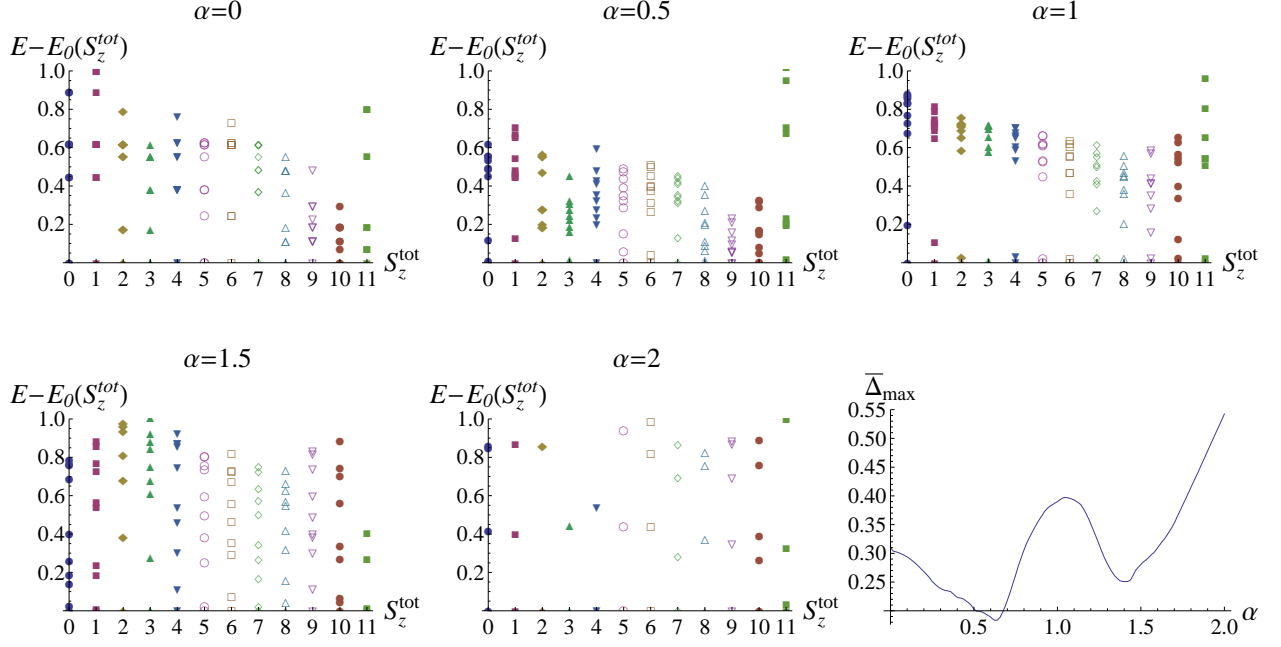 α=0
E−E₀(S_z^tot)
1.0
0.8
0.6
0.4
0.2
0 1 2 3 4 5 6 7 8 9 10 11
S_z^tot
α=0.5
E−E₀(S_z^tot)
1.0
0.8
0.6
0.4
0.2
0 1 2 3 4 5 6 7 8 9 10 11
S_z^tot
α=1
E−E₀(S_z^tot)
1.0
0.8
0.6
0.4
0.2
0 1 2 3 4 5 6 7 8 9 10 11
S_z^tot
α=1.5
E−E₀(S_z^tot)
1.0
0.8
0.6
0.4
0.2
0 1 2 3 4 5 6 7 8 9 10 11
S_z^tot
α=2
E−E₀(S_z^tot)
1.0
0.8
0.6
0.4
0.2
0 1 2 3 4 5 6 7 8 9 10 11
S_z^tot
Δ̅_max
0.55
0.50
0.45
0.40
0.35
0.30
0.25
0.5 1.0 1.5 2.0
α